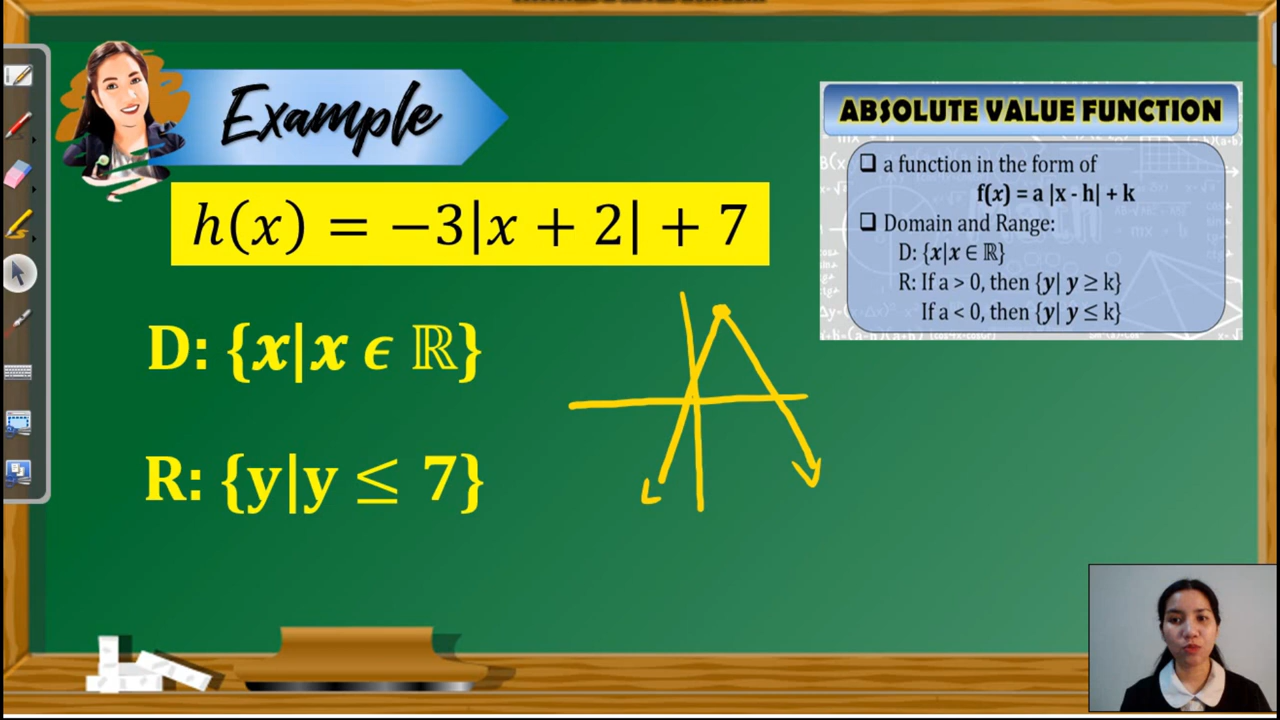 Example
h(x) = −3|x + 2| + 7
D: {x|x ϵ ℝ}
R: {y|y ≤ 7}
ABSOLUTE VALUE FUNCTION
❑ a function in the form of
f(x) = a |x - h| + k
❑ Domain and Range:
D: {x|x ∈ ℝ}
R: If a > 0, then {y| y ≥ k}
If a < 0, then {y| y ≤ k}